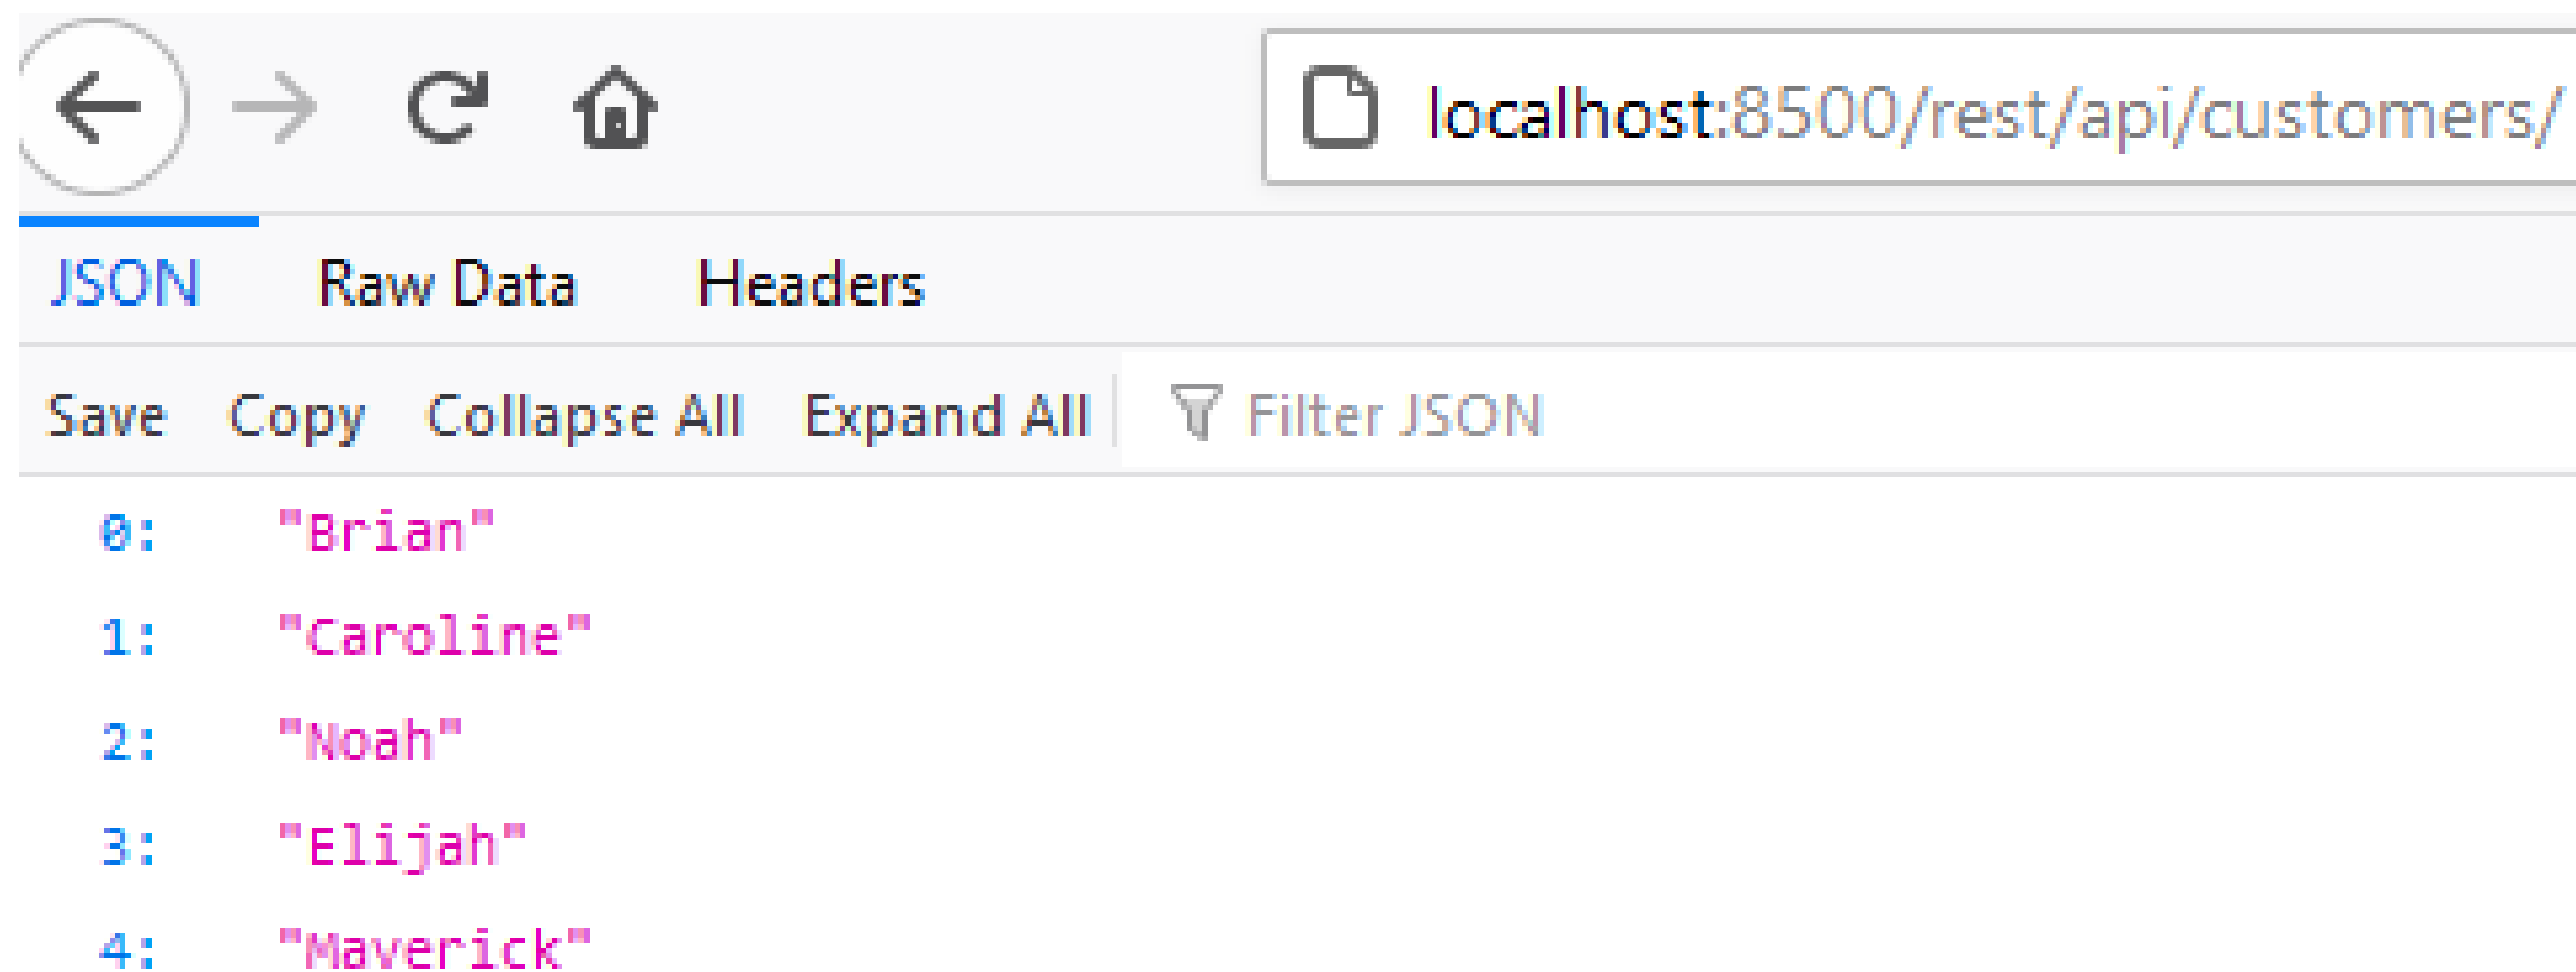 localhost:8500/rest/api/customers/
JSON Raw Data Headers
Save Copy Collapse All Expand All Filter JSON
0: "Brian"
1: "Caroline"
2: "Noah"
3: "Elijah"
4: "Maverick"